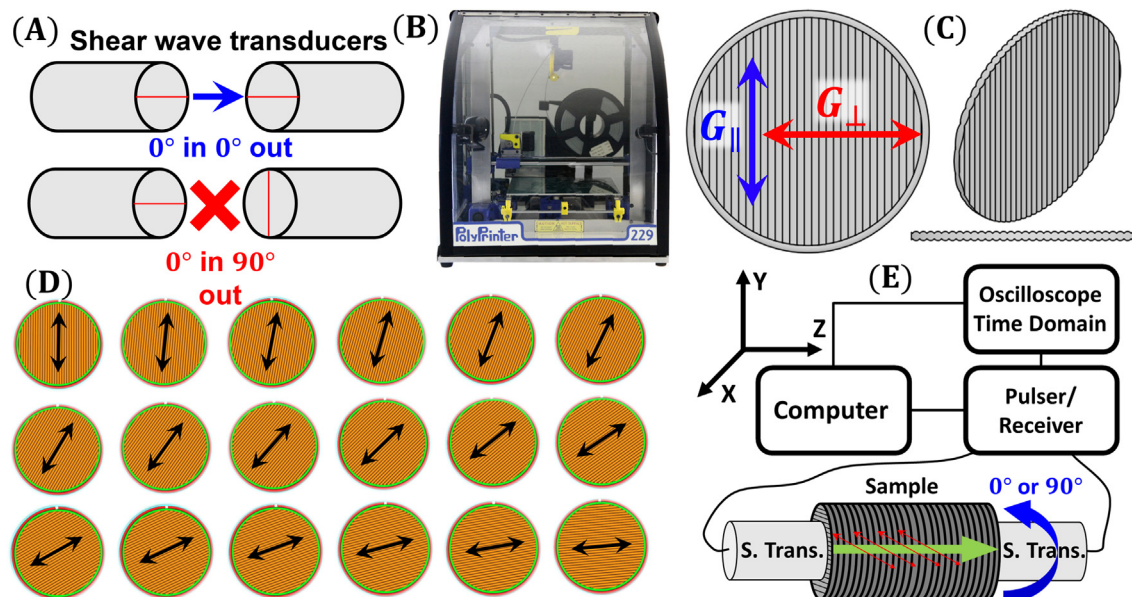 (A)
Shear wave transducers
0° in 0° out
0° in 90°
out
(B)
PolyPrinter
229
G∥
G⊥
(C)
(D)
(E)
Y
Z
X
Oscilloscope
Time Domain
Computer
Pulser/
Receiver
Sample
0° or 90°
S. Trans.
S. Trans.